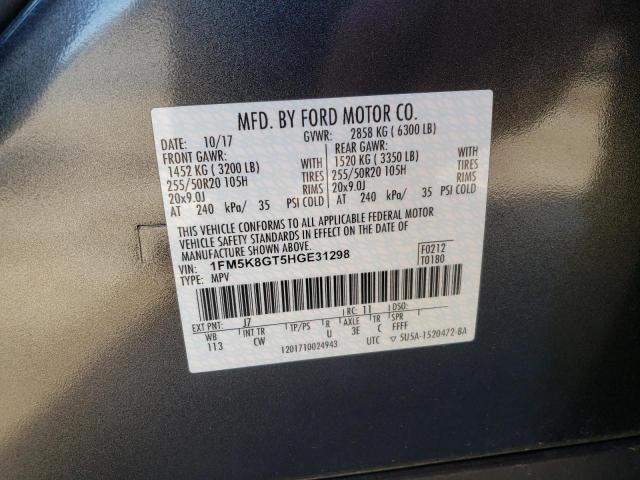 MFD. BY FORD MOTOR CO.
DATE: 10/17 GVWR: 2858 KG ( 6300 LB)
FRONT GAWR: REAR GAWR:
1452 KG ( 3200 LB) WITH 1520 KG ( 3350 LB) WITH
255/50R20 105H TIRES 255/50R20 105H TIRES
20x9.0J RIMS 20x9.0J RIMS
AT 240 kPa/ 35 PSI COLD AT 240 kPa/ 35 PSI COLD
THIS VEHICLE CONFORMS TO ALL APPLICABLE FEDERAL MOTOR
VEHICLE SAFETY STANDARDS IN EFFECT ON THE DATE OF
MANUFACTURE SHOWN ABOVE.
VIN: 1FM5K8GT5HGE31298 F0212
TYPE: MPV T0180
EXT PNT: J7 RC: 11 DSO:
WB INT TR TP/PS R AXLE TR SPR
113 CW U 3E C FFFF
1201710024943 UTC ▽ 5U5A-1520472-BA